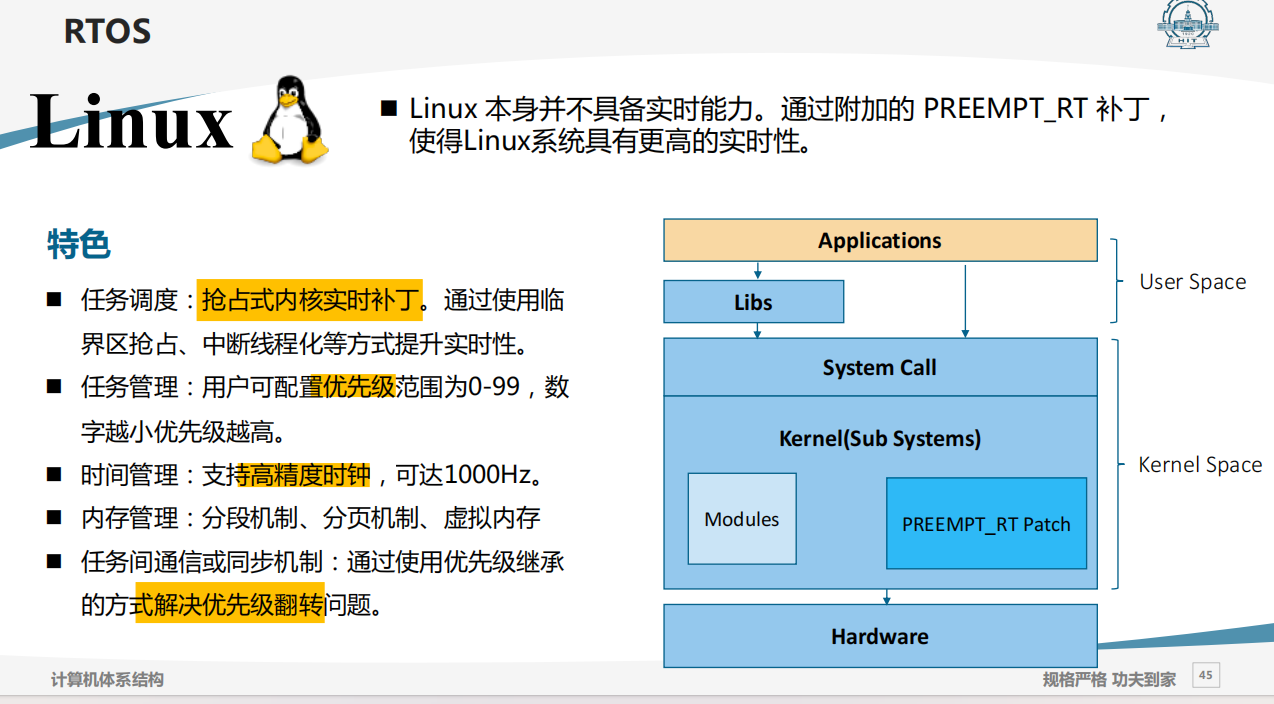 RTOS
HIT
Linux
■ Linux 本身并不具备实时能力。通过附加的 PREEMPT_RT 补丁，
使得Linux系统具有更高的实时性。
特色
■ 任务调度：抢占式内核实时补丁。通过使用临
界区抢占、中断线程化等方式提升实时性。
■ 任务管理：用户可配置优先级范围为0-99，数
字越小优先级越高。
■ 时间管理：支持高精度时钟，可达1000Hz。
■ 内存管理：分段机制、分页机制、虚拟内存
■ 任务间通信或同步机制：通过使用优先级继承
的方式解决优先级翻转问题。
Applications
Libs
User Space
System Call
Kernel(Sub Systems)
Modules
PREEMPT_RT Patch
Kernel Space
Hardware
计算机体系结构
规格严格 功夫到家
45